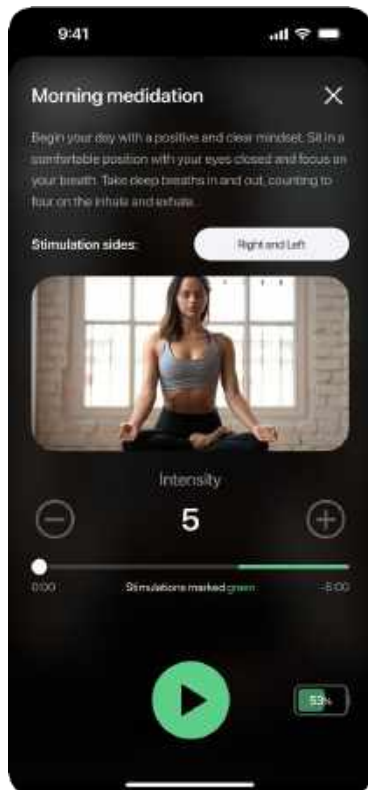 9:41
Morning medidation
Begin your day with a positive and clear mindset. Sit in a
comfortable position with your eyes closed and focus on
your breath. Take deep breaths in and out, counting to
four on the inhale and exhale.
Stimulation sides:
Right and Left
Intensity
5
0:00
Stimulations marked green
-5:00
53%